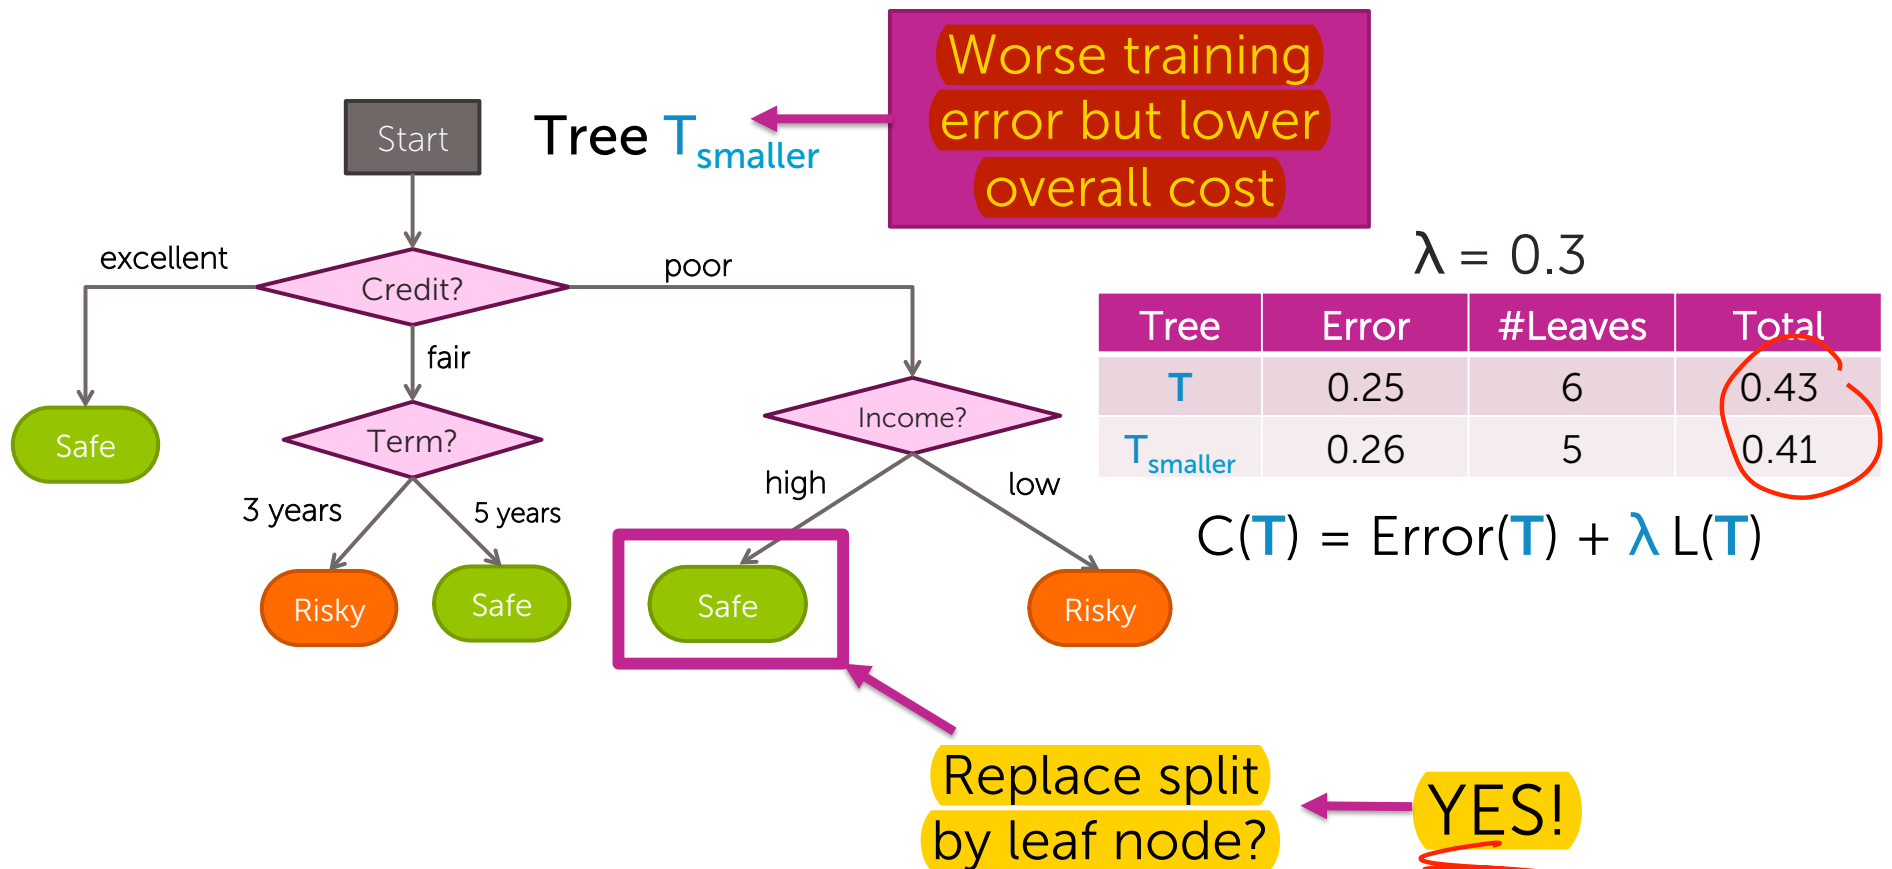 Worse training
error but lower
overall cost
Start
Tree Tsmaller
λ = 0.3
excellent
poor
Credit?
fair
Tree Error #Leaves Total
T 0.25 6 0.43
Tsmaller 0.26 5 0.41
Safe
Term?
Income?
high
low
3 years
5 years
C(T) = Error(T) + λ L(T)
Risky
Safe
Safe
Risky
Replace split
by leaf node?
YES!